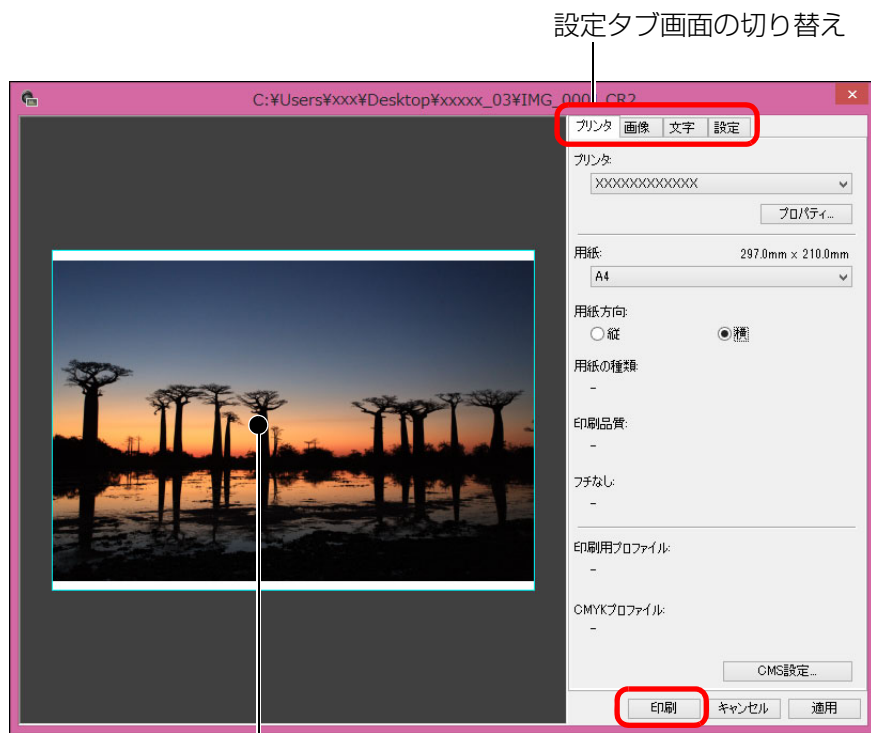 設定タブ画面の切り替え
C:¥Users¥xxx¥Desktop¥xxxxx_03¥IMG_000 .CR2
プリンタ 画像 文字 設定
プリンタ:
XXXXXXXXXXXXX
プロパティ...
用紙: 297.0mm × 210.0mm
A4
用紙方向:
縦 横
用紙の種類:
-
印刷品質:
-
フチなし:
-
印刷用プロファイル:
-
CMYKプロファイル:
-
CMS設定...
印刷 キャンセル 適用